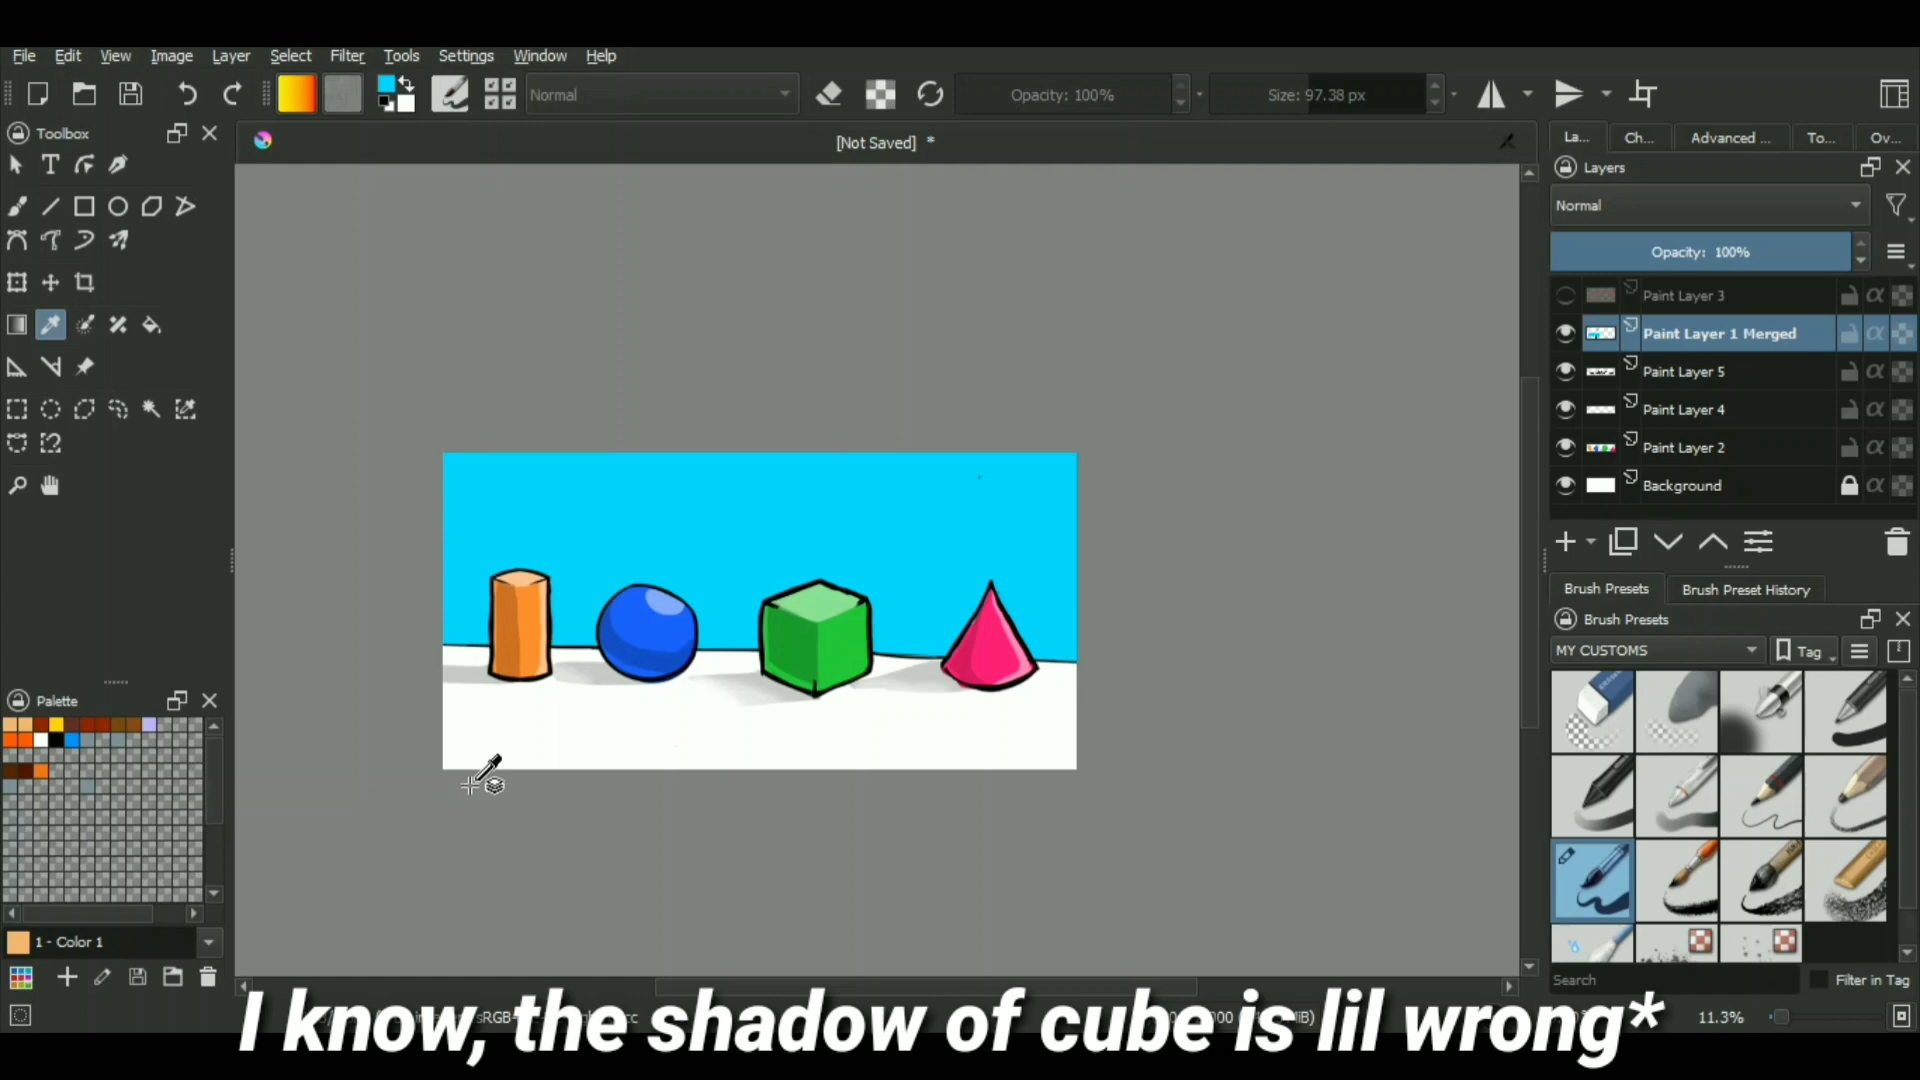 File Edit View Image Layer Select Filter Tools Settings Window Help
Normal Opacity: 100% Size: 97.38 px
Toolbox
[Not Saved] *
La... Ch... Advanced ... To... Ov...
Layers
Normal
Opacity: 100%
Paint Layer 3
Paint Layer 1 Merged
Paint Layer 5
Paint Layer 4
Paint Layer 2
Background
Brush Presets Brush Preset History
Brush Presets
MY CUSTOMS Tag
Palette
1 - Color 1
Search Filter in Tag
11.3%
I know, the shadow of cube is lil wrong*